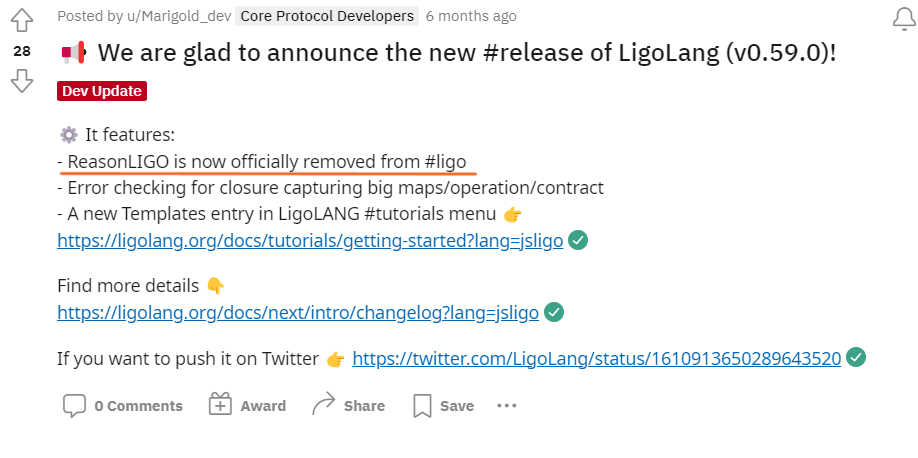 Posted by u/Marigold_dev Core Protocol Developers 6 months ago
28
📢 We are glad to announce the new #release of LigoLang (v0.59.0)!
Dev Update
⚙️ It features:
- ReasonLIGO is now officially removed from #ligo
- Error checking for closure capturing big maps/operation/contract
- A new Templates entry in LigoLANG #tutorials menu 👉
https://ligolang.org/docs/tutorials/getting-started?lang=jsligo
Find more details 👇
https://ligolang.org/docs/next/intro/changelog?lang=jsligo
If you want to push it on Twitter 👉 https://twitter.com/LigoLang/status/1610913650289643520
0 Comments Award Share Save ···